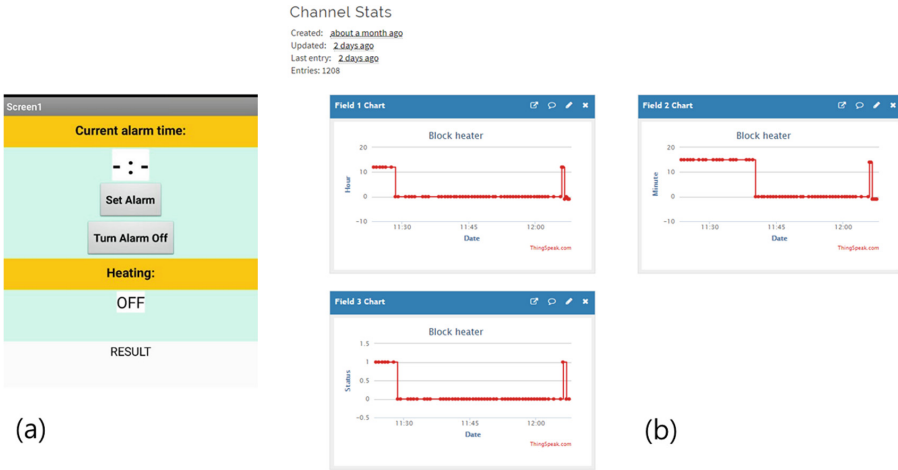 Channel Stats
Created: about a month ago
Updated: 2 days ago
Last entry: 2 days ago
Entries: 1208
Screen1
Current alarm time:
- : -
Set Alarm
Turn Alarm Off
Heating:
OFF
RESULT
(a)
Field 1 Chart
Block heater
20
10
0
-10
Hour
11:30 11:45 12:00
Date
ThingSpeak.com
Field 2 Chart
Block heater
20
10
0
-10
Minute
11:30 11:45 12:00
Date
ThingSpeak.com
Field 3 Chart
Block heater
1.5
1
0.5
0
-0.5
Status
11:30 11:45 12:00
Date
ThingSpeak.com
(b)